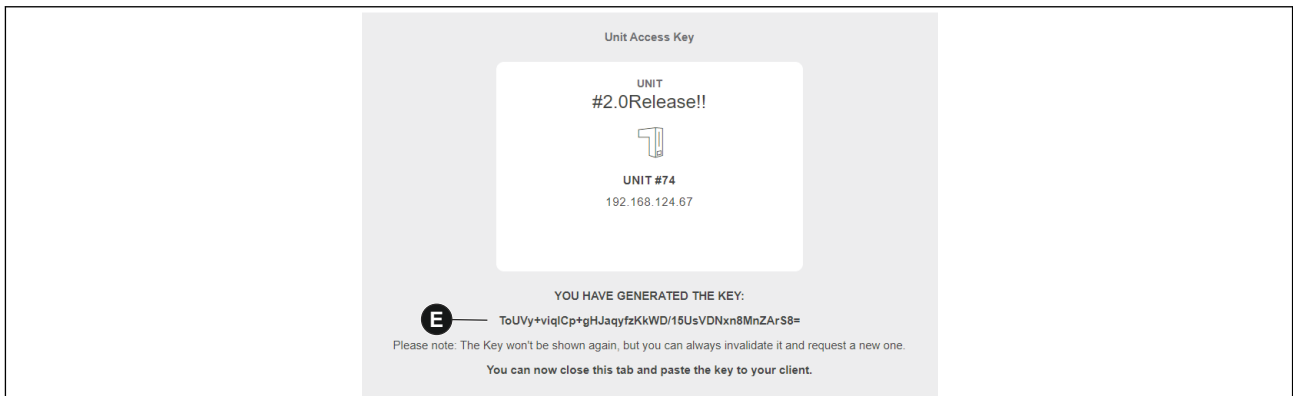 Unit Access Key
UNIT
#2.0Release!!
UNIT #74
192.168.124.67
YOU HAVE GENERATED THE KEY:
E
ToUVy+viqlCp+gHJaqyfzKkWD/15UsVDNxn8MnZArS8=
Please note: The Key won't be shown again, but you can always invalidate it and request a new one.
You can now close this tab and paste the key to your client.